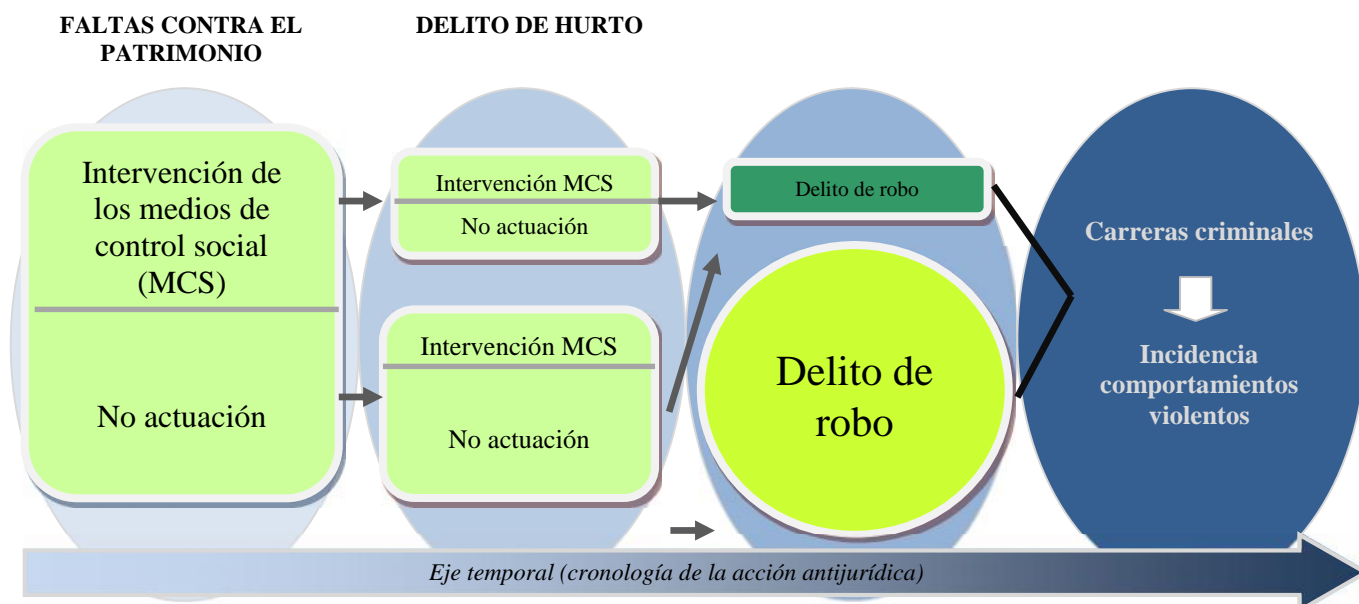 FALTAS CONTRA EL
PATRIMONIO
DELITO DE HURTO
Intervención de
los medios de
control social
(MCS)
No actuación
Intervención MCS
No actuación
Intervención MCS
No actuación
Delito de robo
Delito de
robo
Carreras criminales
Incidencia
comportamientos
violentos
Eje temporal (cronología de la acción antijurídica)